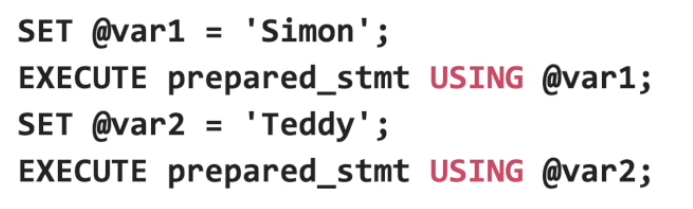 SET @var1 = 'Simon';
EXECUTE prepared_stmt USING @var1;
SET @var2 = 'Teddy';
EXECUTE prepared_stmt USING @var2;